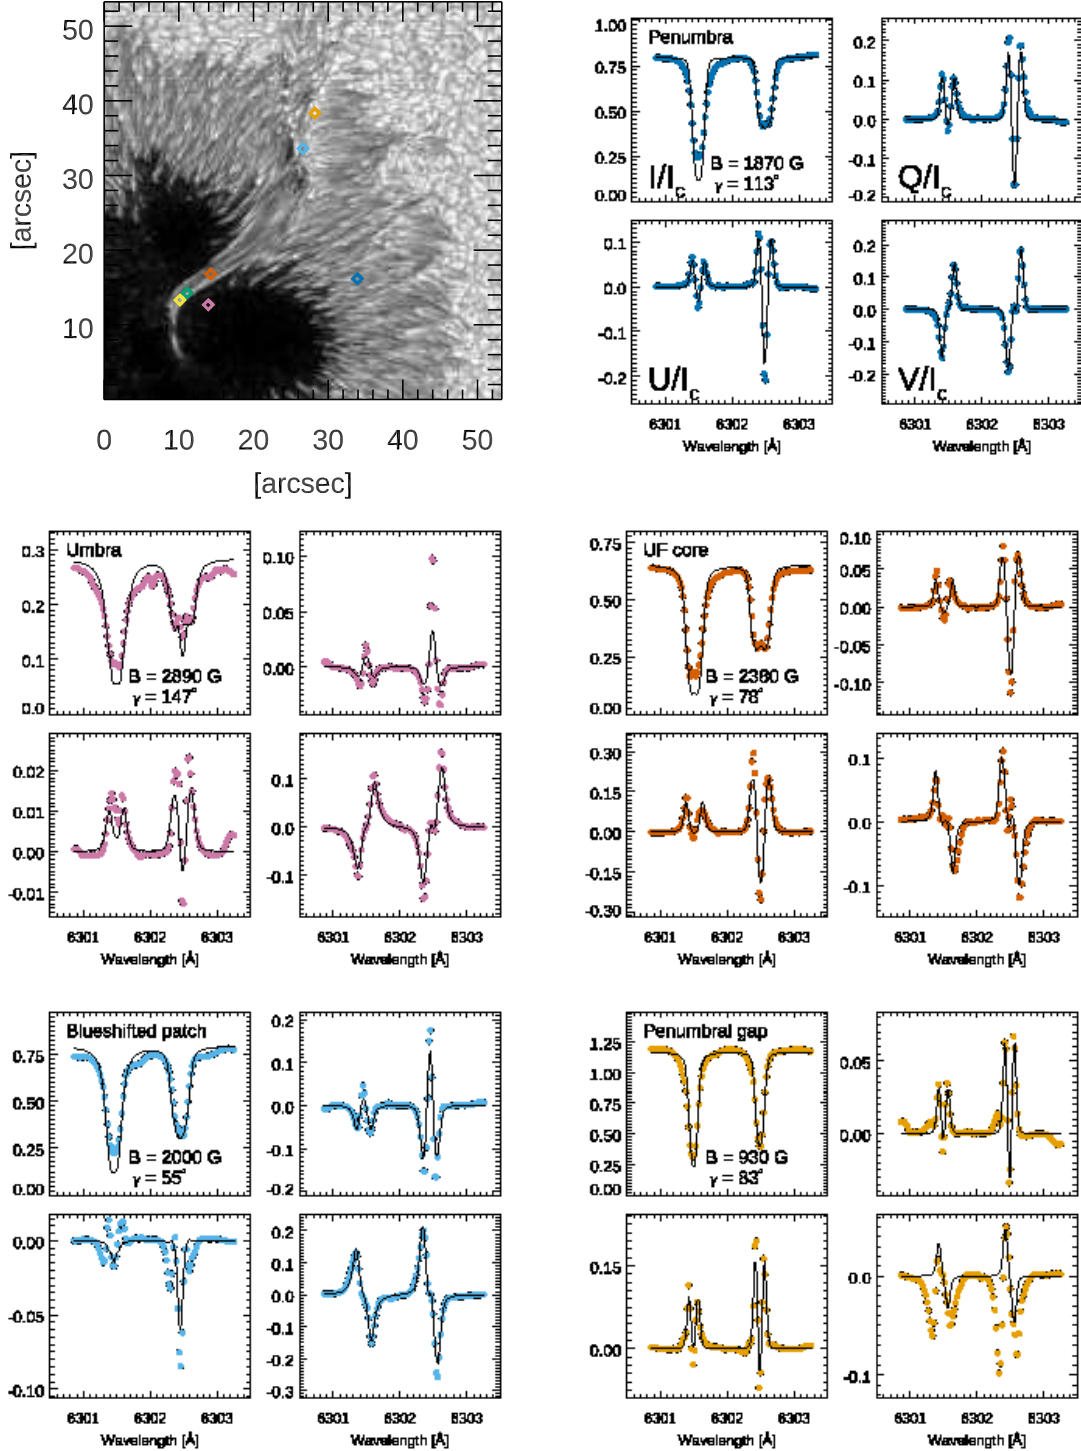 50
40
30
20
10
[arcsec]
0 10 20 30 40 50
[arcsec]
1.00
0.75
0.50
0.25
0.00
Penumbra
B = 1870 G
γ = 113°
I/Ic
0.2
0.1
0.0
-0.1
-0.2
Q/Ic
0.1
0.0
-0.1
-0.2
U/Ic
6301 6302 6303
Wavelength [Å]
0.2
0.1
0.0
-0.1
-0.2
V/Ic
6301 6302 6303
Wavelength [Å]
0.3
0.2
0.1
0.0
Umbra
B = 2890 G
γ = 147°
0.10
0.05
0.00
0.02
0.01
0.00
-0.01
6301 6302 6303
Wavelength [Å]
0.1
0.0
-0.1
6301 6302 6303
Wavelength [Å]
0.75
0.50
0.25
0.00
UF core
B = 2380 G
γ = 78°
0.10
0.05
0.00
-0.05
-0.10
0.30
0.15
0.00
-0.15
-0.30
6301 6302 6303
Wavelength [Å]
0.1
0.0
-0.1
6301 6302 6303
Wavelength [Å]
0.75
0.50
0.25
0.00
Blueshifted patch
B = 2000 G
γ = 55°
0.2
0.1
0.0
-0.1
-0.2
0.00
-0.05
-0.10
6301 6302 6303
Wavelength [Å]
0.2
0.1
0.0
-0.1
-0.2
-0.3
6301 6302 6303
Wavelength [Å]
1.25
1.00
0.75
0.50
0.25
0.00
Penumbral gap
B = 930 G
γ = 83°
0.05
0.00
0.15
0.00
6301 6302 6303
Wavelength [Å]
0.0
-0.1
6301 6302 6303
Wavelength [Å]